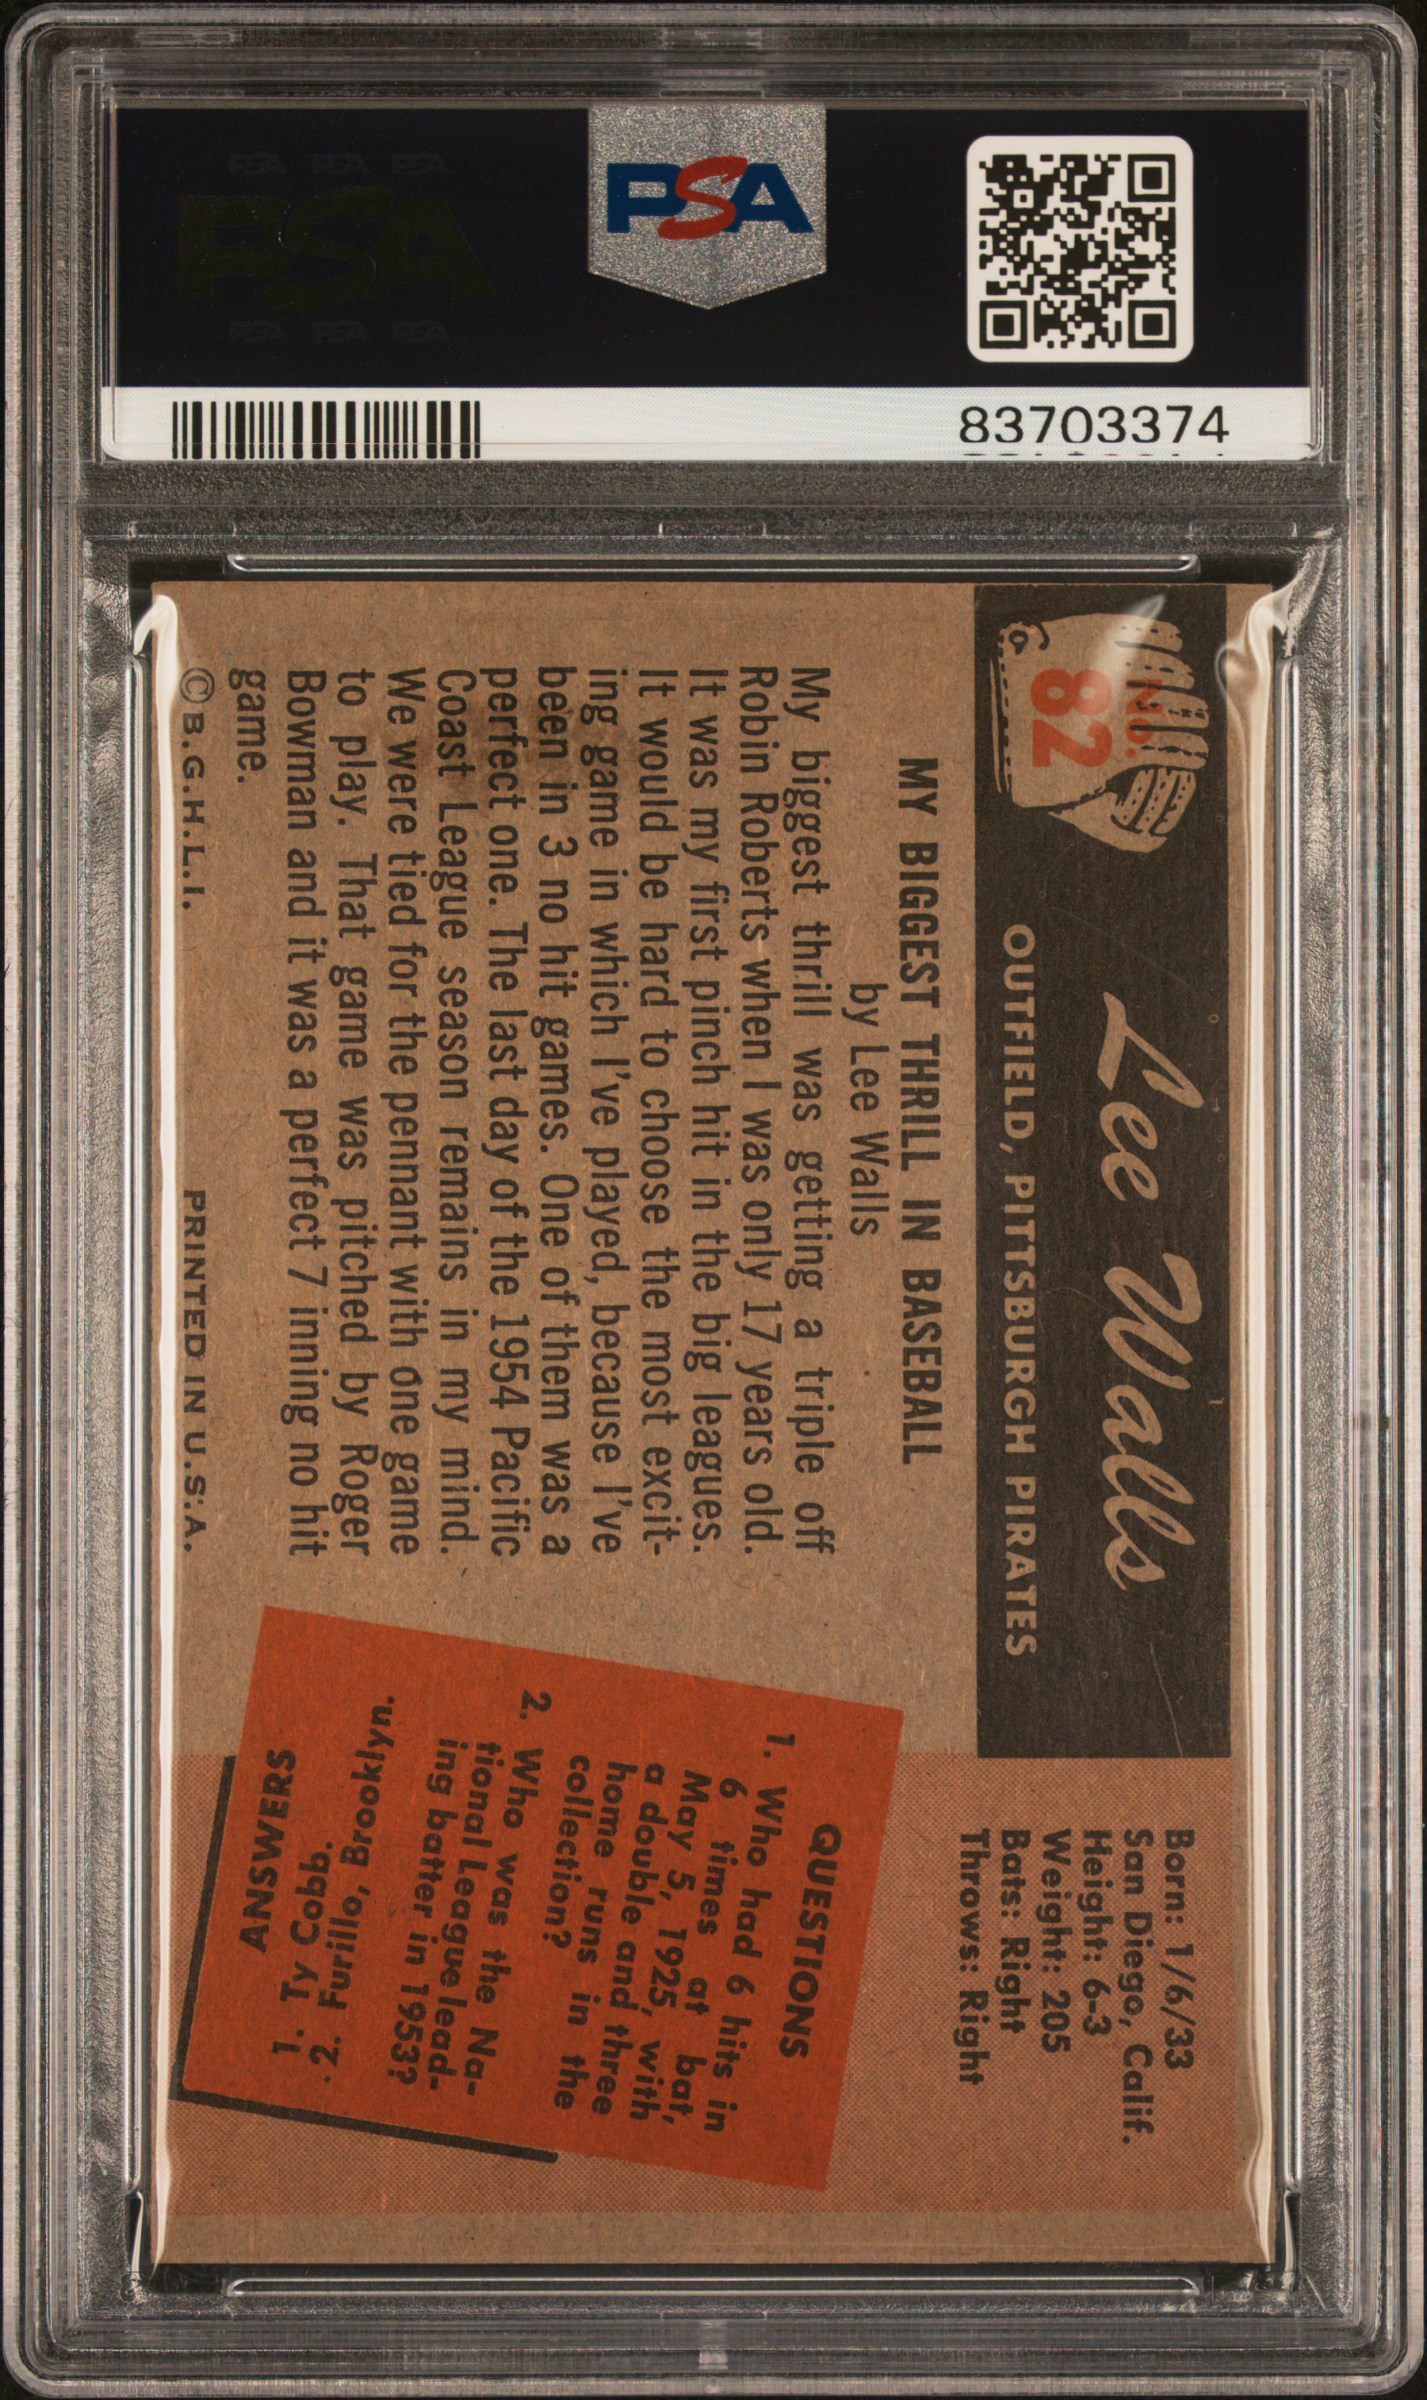 PSA PSA PSA
PSA
PSA PSA PSA
PSA
83703374
No.
82
Lee Walls
OUTFIELD, PITTSBURGH PIRATES
Born: 1/6/33
San Diego, Calif.
Height: 6-3
Weight: 205
Bats: Right
Throws: Right
MY BIGGEST THRILL IN BASEBALL
by Lee Walls
My biggest thrill was getting a triple off
Robin Roberts when I was only 17 years old.
It was my first pinch hit in the big leagues.
It would be hard to choose the most excit-
ing game in which I've played, because I've
been in 3 no hit games. One of them was a
perfect one. The last day of the 1954 Pacific
Coast League season remains in my mind.
We were tied for the pennant with one game
to play. That game was pitched by Roger
Bowman and it was a perfect 7 inning no hit
game.
© B.G.H.L.I.
PRINTED IN U.S.A.
QUESTIONS
1. Who had 6 hits in
6 times at bat,
May 5, 1925, with
a double and three
home runs in the
collection?
2. Who was the Na-
tional League lead-
ing batter in 1953?
ANSWERS
1. Ty Cobb.
2. Furillo, Brooklyn.